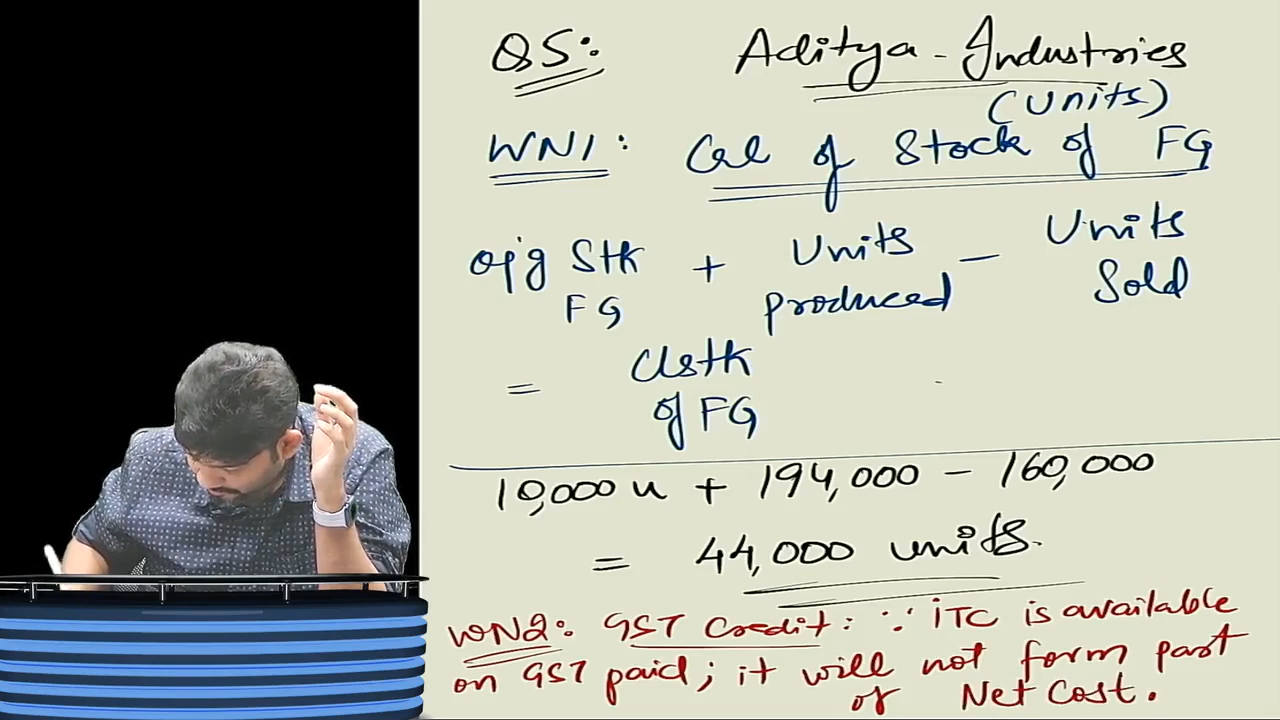 Q5: Aditya - Industries
(Units)
WN1: Cal of Stock of FG
op'g Stk FG + Units produced - Units Sold
= Clstk of FG
10,000 u + 194,000 - 160,000
= 44,000 units.
WN2: GST Credit: ∵ ITC is available
on GST paid; it will not form part
of Net Cost.